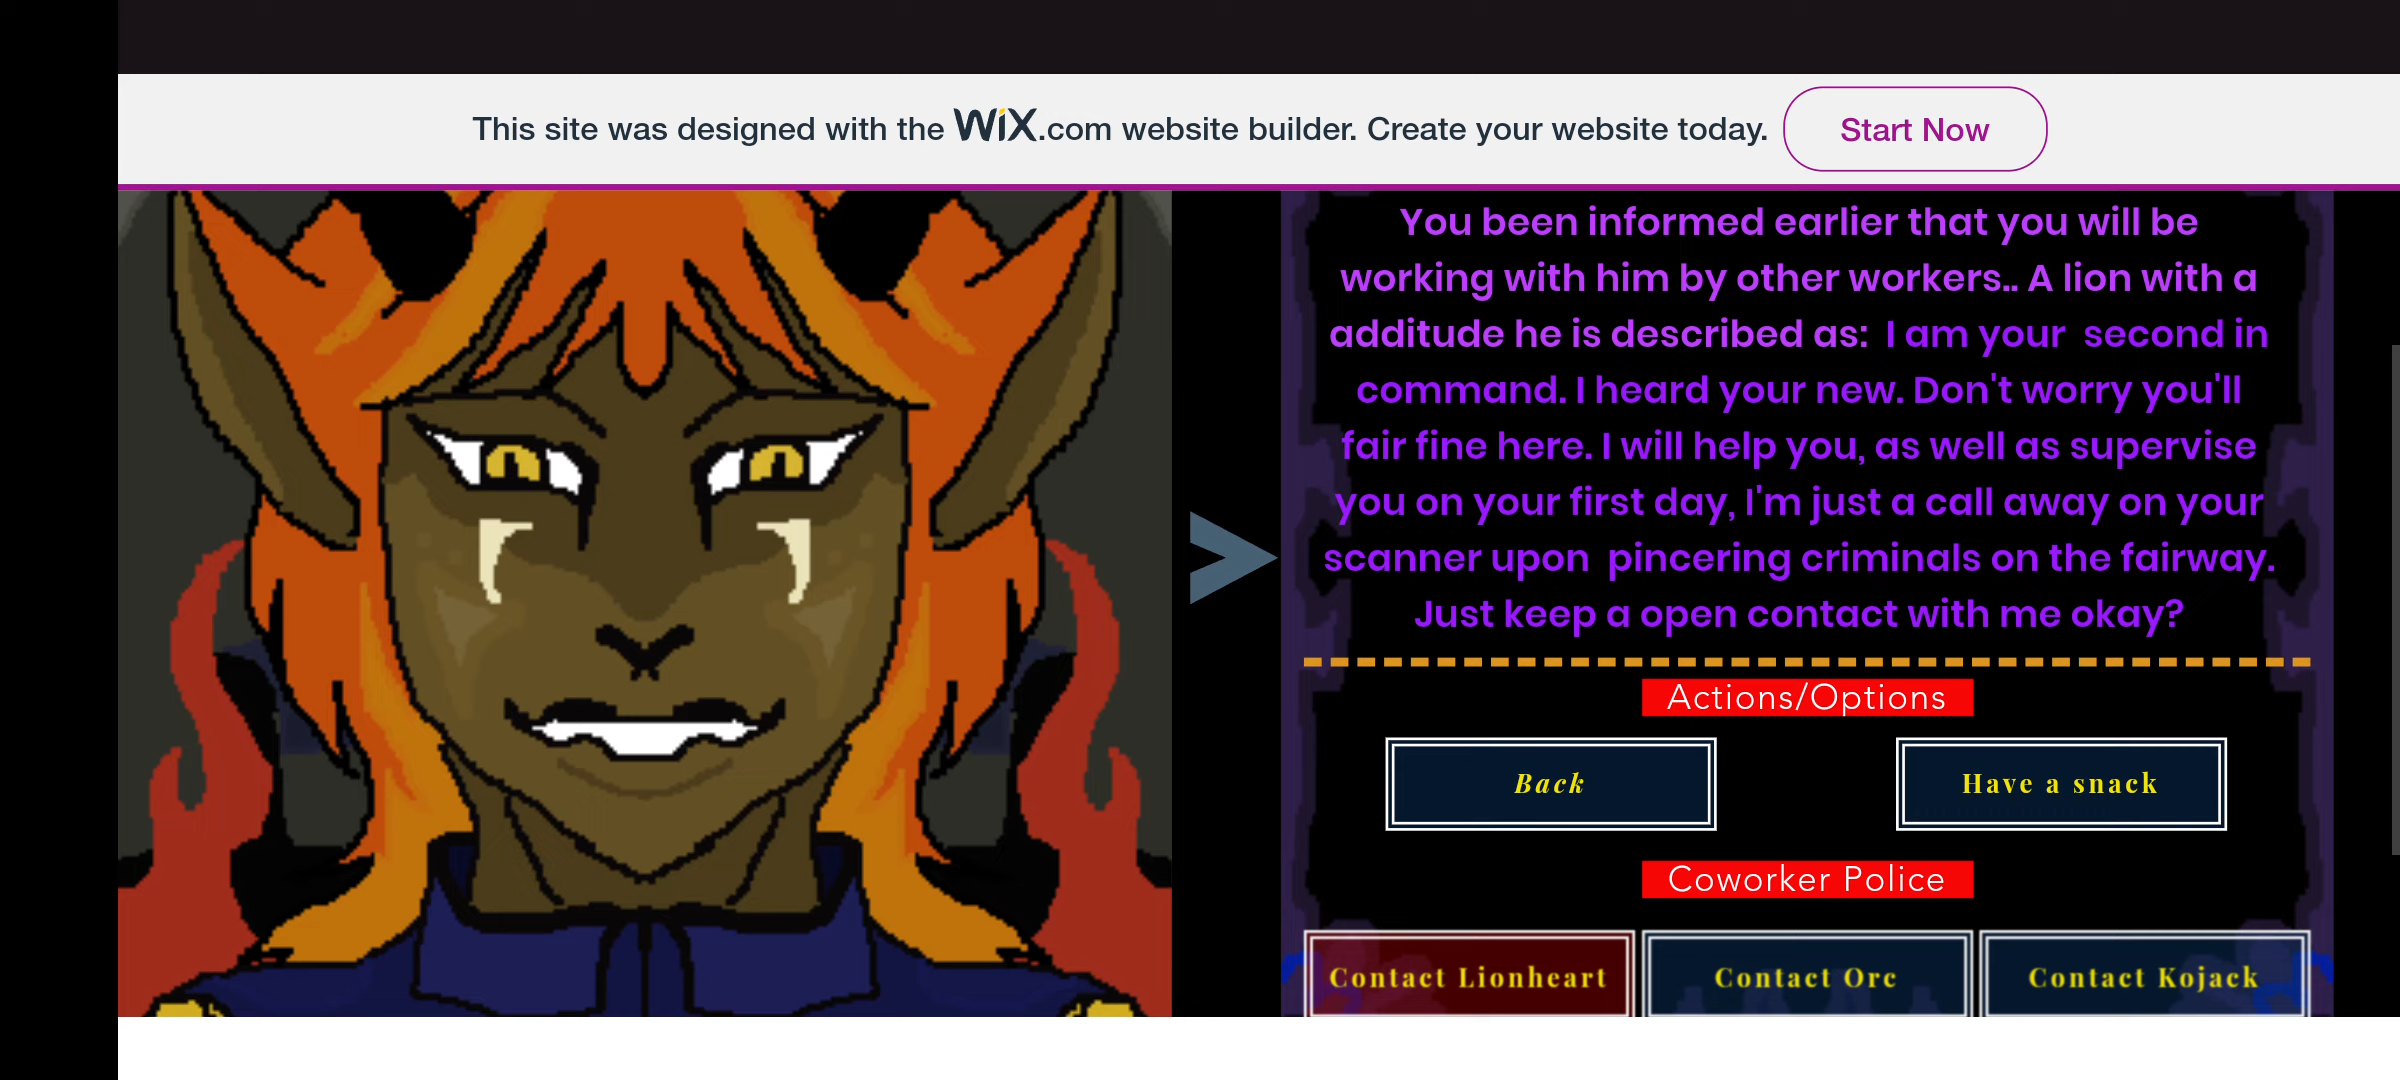 This site was designed with the WiX.com website builder. Create your website today. Start Now
You been informed earlier that you will be
working with him by other workers.. A lion with a
additude he is described as: I am your second in
command. I heard your new. Don't worry you'll
fair fine here. I will help you, as well as supervise
you on your first day, I'm just a call away on your
scanner upon pincering criminals on the fairway.
Just keep a open contact with me okay?
>
Actions/Options
Back Have a snack
Coworker Police
Contact Lionheart Contact Orc Contact Kojack